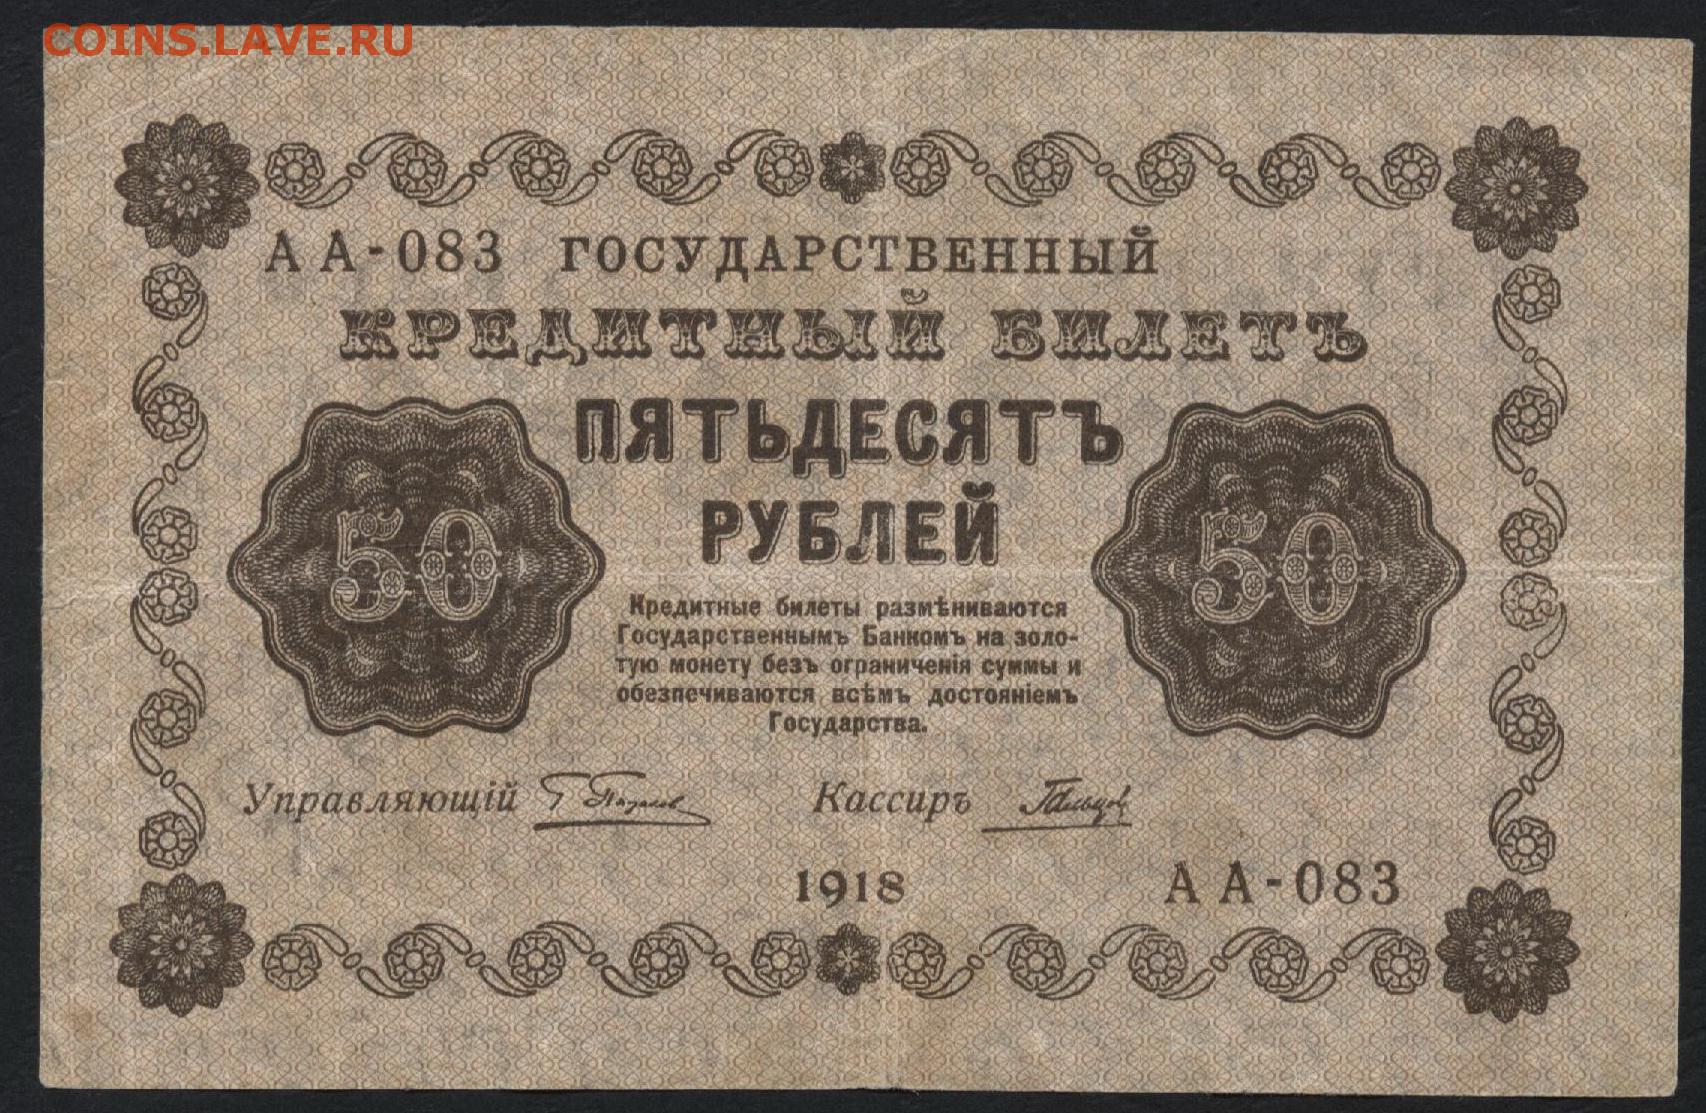 COINS.LAVE.RU
АА-083 ГОСУДАРСТВЕННЫЙ
КРЕДИТНЫЙ БИЛЕТЪ
ПЯТЬДЕСЯТЪ
РУБЛЕЙ
50 50
Кредитные билеты размѣниваются
Государственнымъ Банкомъ на золо-
тую монету безъ ограниченія суммы и
обезпечиваются всѣмъ достояніемъ
Государства.
Управляющій Кассиръ
1918 АА-083